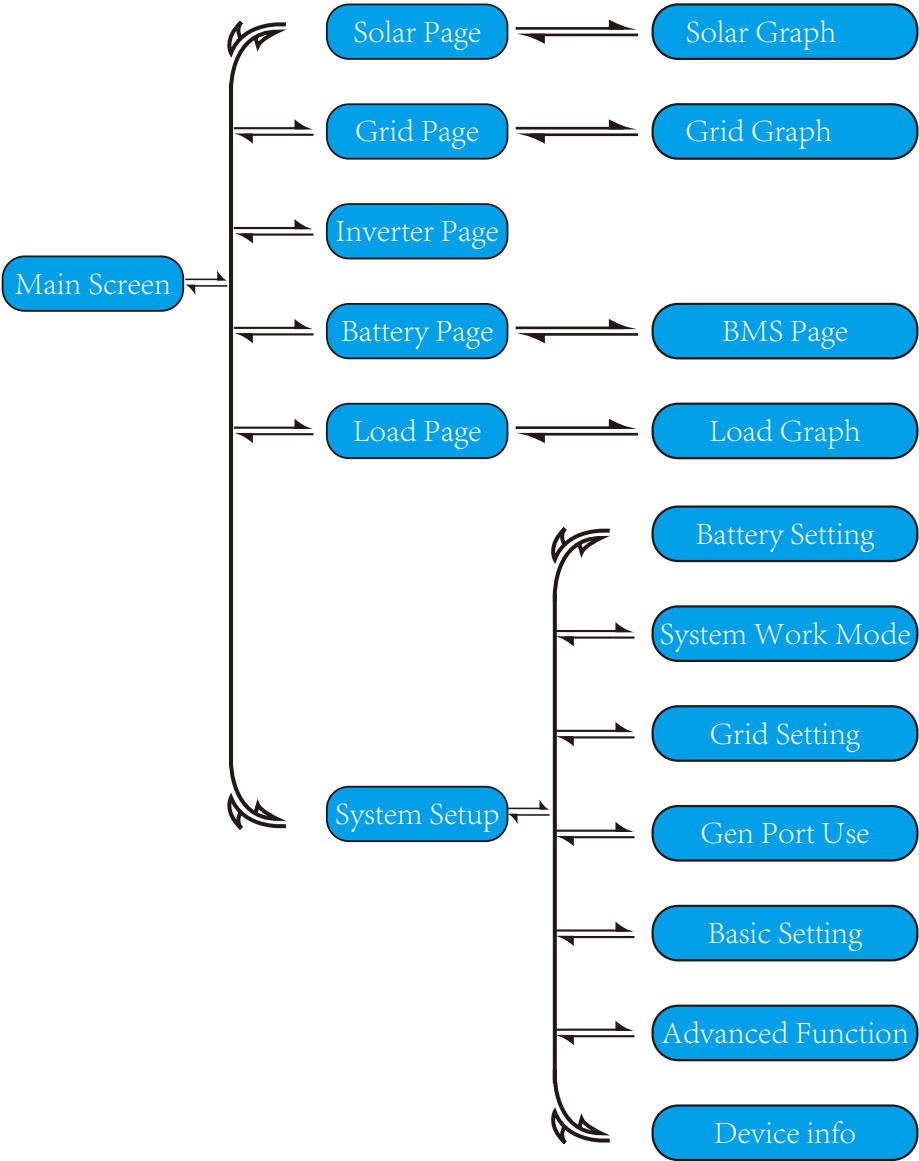 Solar Page
Solar Graph
Grid Page
Grid Graph
Inverter Page
Main Screen
Battery Page
BMS Page
Load Page
Load Graph
Battery Setting
System Work Mode
Grid Setting
System Setup
Gen Port Use
Basic Setting
Advanced Function
Device info